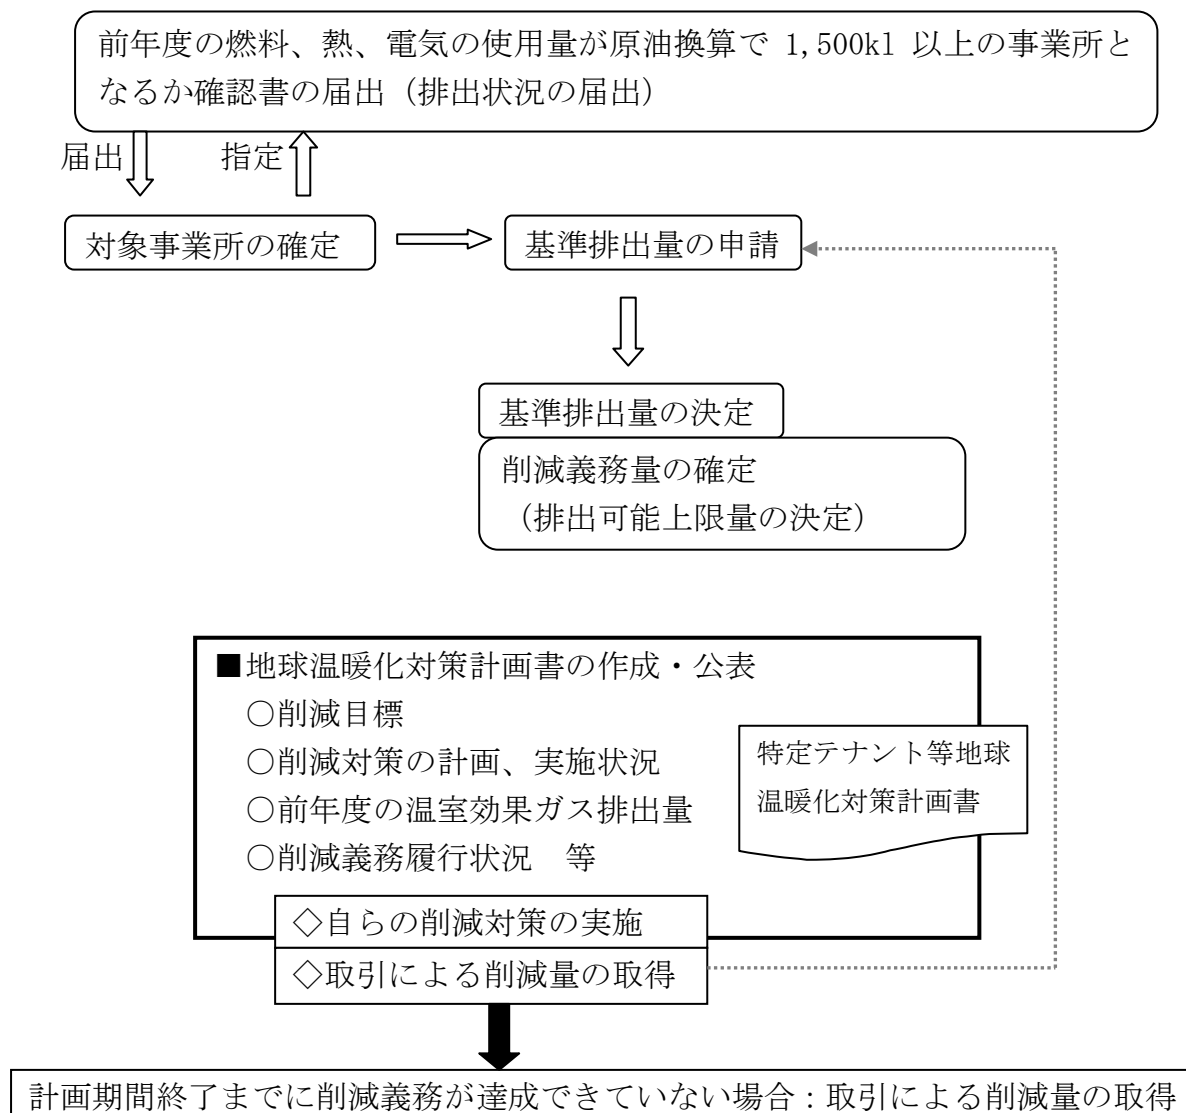 前年度の燃料、熱、電気の使用量が原油換算で 1,500kl 以上の事業所と
なるか確認書の届出（排出状況の届出）
届出
指定
対象事業所の確定
基準排出量の申請
基準排出量の決定
削減義務量の確定
（排出可能上限量の決定）
■地球温暖化対策計画書の作成・公表
○削減目標
○削減対策の計画、実施状況
○前年度の温室効果ガス排出量
○削減義務履行状況　等
特定テナント等地球
温暖化対策計画書
◇自らの削減対策の実施
◇取引による削減量の取得
計画期間終了までに削減義務が達成できていない場合：取引による削減量の取得